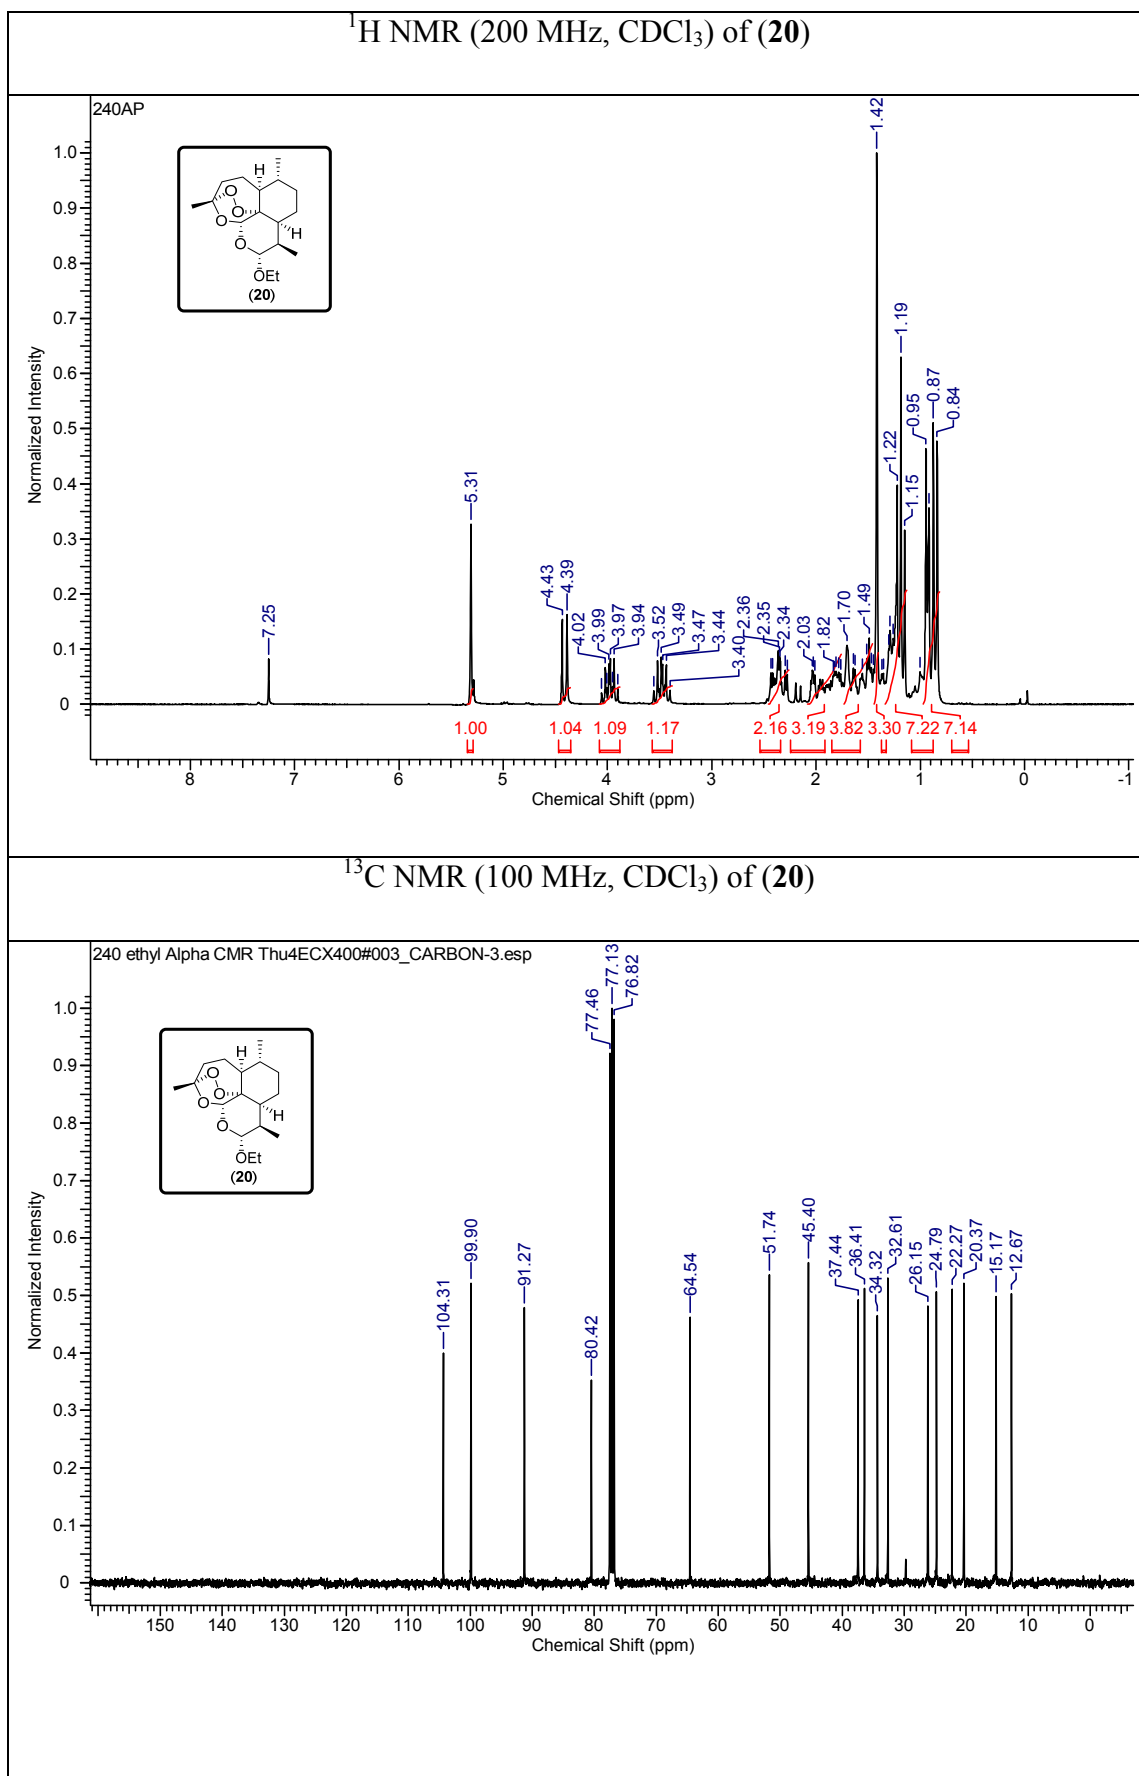 ¹H NMR (200 MHz, CDCl₃) of (20)
240AP
1.42
1.0
0.9
0.8
0.7
0.6
0.5
0.4
0.3
0.2
0.1
0
Normalized Intensity
H
O
O
O
O
H
O
OEt
(20)
7.25
5.31
4.43
4.39
4.02
3.99
3.97
3.94
3.52
3.49
3.47
3.44
3.40
2.36
2.35
2.34
2.03
1.82
1.70
1.49
1.22
1.19
1.15
0.95
0.87
0.84
1.00 1.04 1.09 1.17 2.16 3.19 3.82 3.30 7.22 7.14
8 7 6 5 4 3 2 1 0 -1
Chemical Shift (ppm)
¹³C NMR (100 MHz, CDCl₃) of (20)
240 ethyl Alpha CMR Thu4ECX400#003_CARBON-3.esp
1.0
0.9
0.8
0.7
0.6
0.5
0.4
0.3
0.2
0.1
0
Normalized Intensity
H
O
O
O
O
H
O
OEt
(20)
104.31
99.90
91.27
80.42
77.46
77.13
76.82
64.54
51.74
45.40
37.44
36.41
34.32
32.61
26.15
24.79
22.27
20.37
15.17
12.67
150 140 130 120 110 100 90 80 70 60 50 40 30 20 10 0
Chemical Shift (ppm)